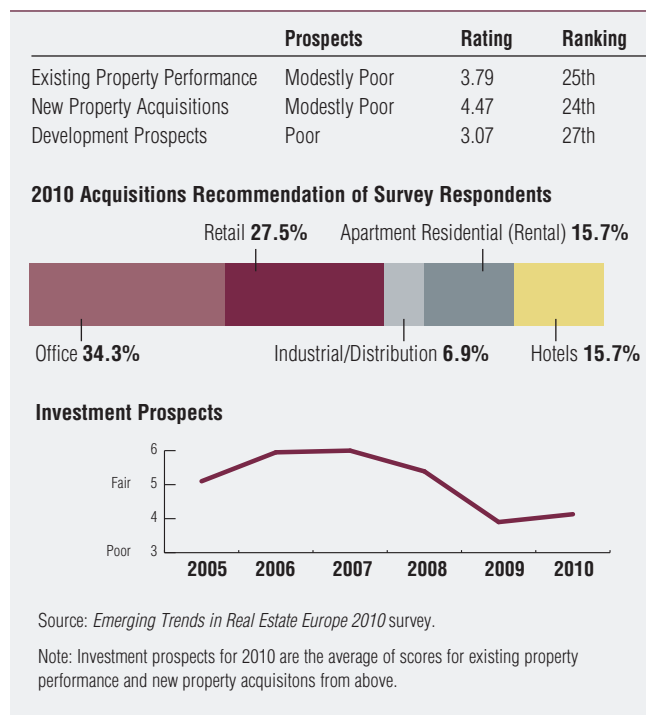 Prospects Rating Ranking
Existing Property Performance Modestly Poor 3.79 25th
New Property Acquisitions Modestly Poor 4.47 24th
Development Prospects Poor 3.07 27th
2010 Acquisitions Recommendation of Survey Respondents
Retail 27.5% Apartment Residential (Rental) 15.7%
Office 34.3% Industrial/Distribution 6.9% Hotels 15.7%
Investment Prospects
6
Fair 5
4
Poor 3
2005 2006 2007 2008 2009 2010
Source: Emerging Trends in Real Estate Europe 2010 survey.
Note: Investment prospects for 2010 are the average of scores for existing property
performance and new property acquisitons from above.